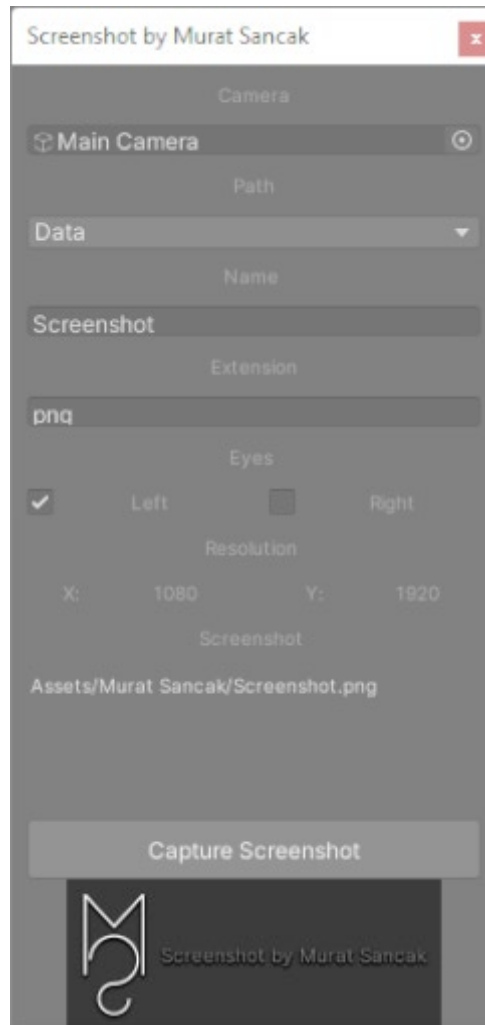 Screenshot by Murat Sancak
x
Camera
Main Camera
Path
Data
Name
Screenshot
Extension
png
Eyes
Left Right
Resolution
X: 1080 Y: 1920
Screenshot
Assets/Murat Sancak/Screenshot.png
Capture Screenshot
Screenshot by Murat Sancak